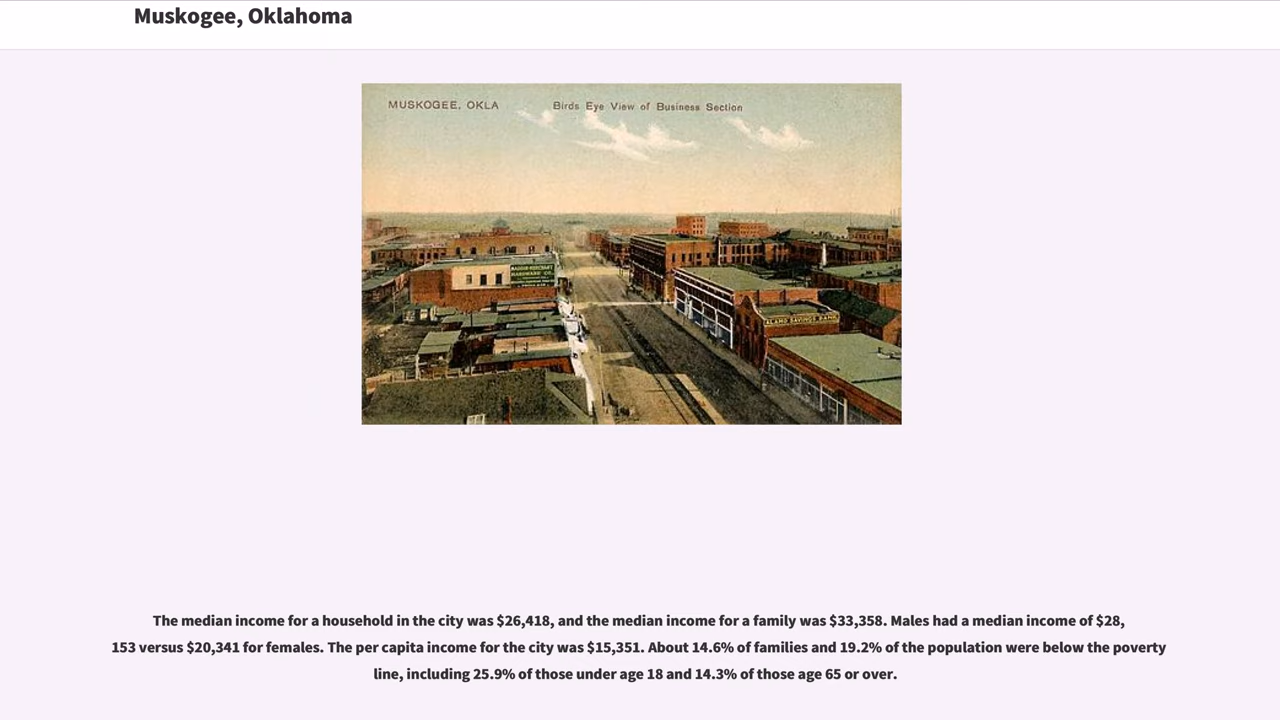 Muskogee, Oklahoma
MUSKOGEE, OKLA Birds Eye View of Business Section
HARDWARE CO.
ALAMO SAVINGS BANK
The median income for a household in the city was $26,418, and the median income for a family was $33,358. Males had a median income of $28,
153 versus $20,341 for females. The per capita income for the city was $15,351. About 14.6% of families and 19.2% of the population were below the poverty
line, including 25.9% of those under age 18 and 14.3% of those age 65 or over.